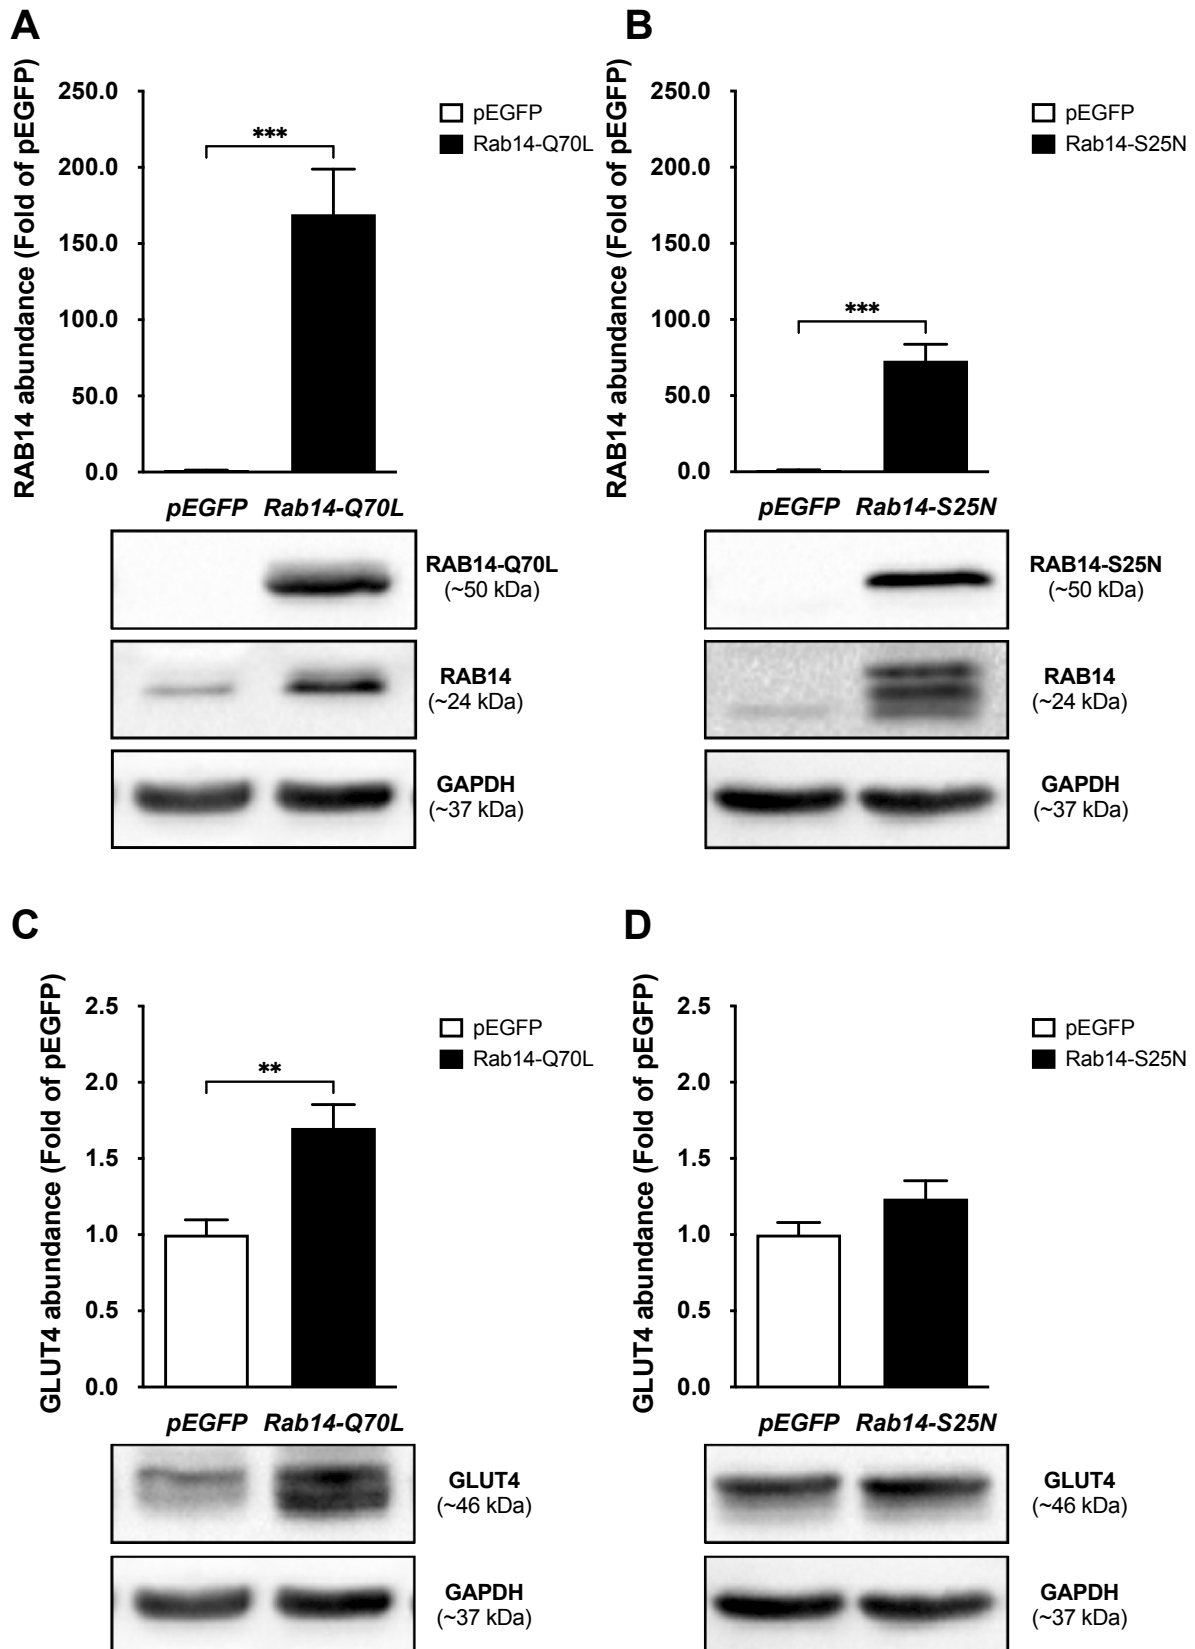 A
RAB14 abundance (Fold of pEGFP)
250.0
200.0
150.0
100.0
50.0
0.0
***
pEGFP
Rab14-Q70L
pEGFP Rab14-Q70L
RAB14-Q70L
(~50 kDa)
RAB14
(~24 kDa)
GAPDH
(~37 kDa)
B
RAB14 abundance (Fold of pEGFP)
250.0
200.0
150.0
100.0
50.0
0.0
***
pEGFP
Rab14-S25N
pEGFP Rab14-S25N
RAB14-S25N
(~50 kDa)
RAB14
(~24 kDa)
GAPDH
(~37 kDa)
C
GLUT4 abundance (Fold of pEGFP)
2.5
2.0
1.5
1.0
0.5
0.0
**
pEGFP
Rab14-Q70L
pEGFP Rab14-Q70L
GLUT4
(~46 kDa)
GAPDH
(~37 kDa)
D
GLUT4 abundance (Fold of pEGFP)
2.5
2.0
1.5
1.0
0.5
0.0
pEGFP
Rab14-S25N
pEGFP Rab14-S25N
GLUT4
(~46 kDa)
GAPDH
(~37 kDa)